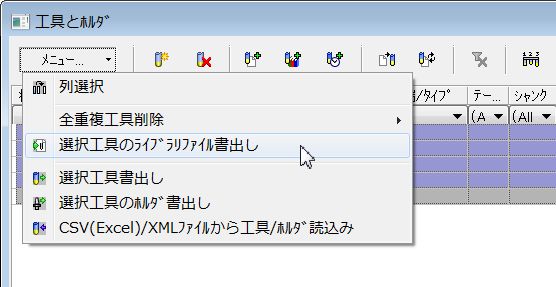 工具とﾎﾙﾀﾞ
メニュー...
1 2 3
列選択
全重複工具削除
選択工具のﾗｲﾌﾞﾗﾘﾌｧｲﾙ書出し
選択工具書出し
選択工具のﾎﾙﾀﾞ書出し
CSV(Excel)/XMLﾌｧｲﾙから工具/ﾎﾙﾀﾞ読込み
/ﾀｲﾌﾟ
テー...
シャンク
(A
(All